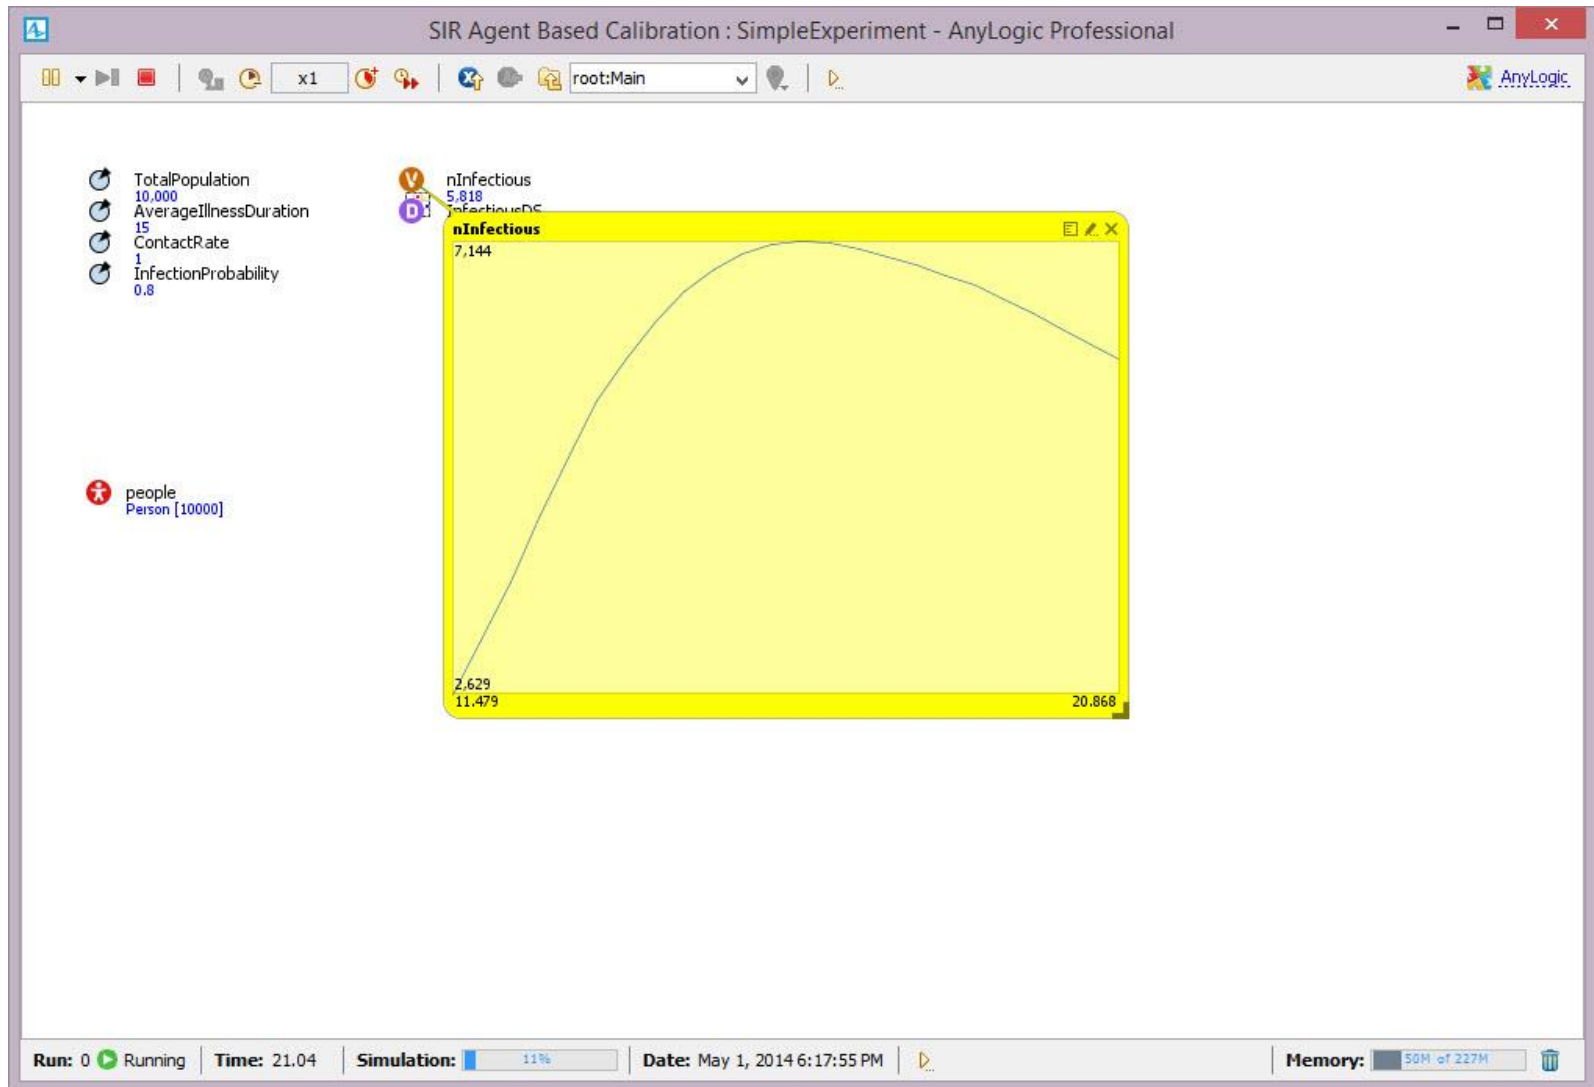 SIR Agent Based Calibration : SimpleExperiment - AnyLogic Professional
x1 root:Main AnyLogic
TotalPopulation
10,000
AverageIllnessDuration
15
ContactRate
1
InfectionProbability
0.8
V nInfectious
5,818
D InfectiousDS
nInfectious
7,144
2,629
11.479 20.868
people
Person [10000]
Run: 0 Running Time: 21.04 Simulation: 11% Date: May 1, 2014 6:17:55 PM Memory: 50M of 227M